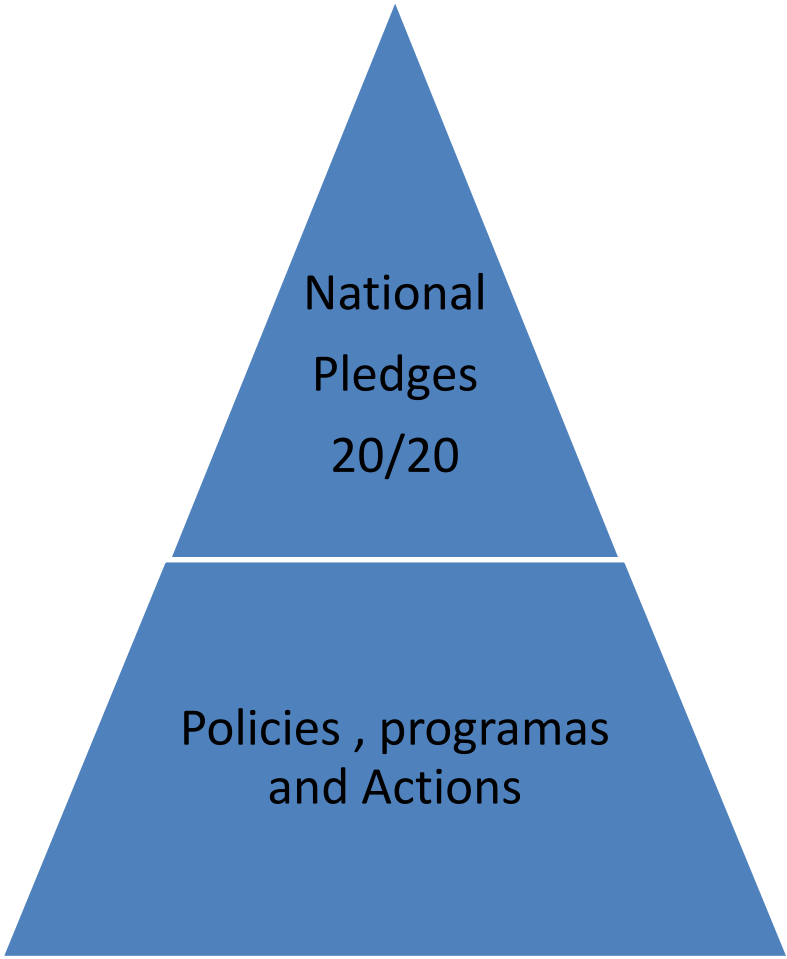 National
Pledges
20/20
Policies , programas
and Actions